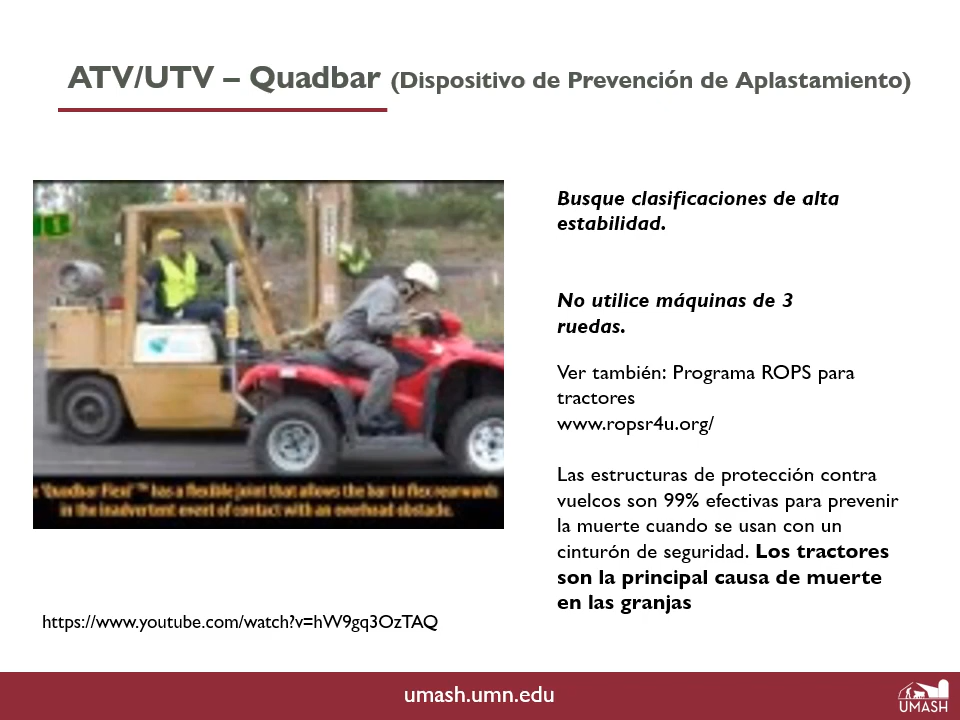 ATV/UTV – Quadbar (Dispositivo de Prevención de Aplastamiento)
Busque clasificaciones de alta
estabilidad.
No utilice máquinas de 3
ruedas.
Ver también: Programa ROPS para
tractores
www.ropsr4u.org/
Las estructuras de protección contra
vuelcos son 99% efectivas para prevenir
la muerte cuando se usan con un
cinturón de seguridad. Los tractores
son la principal causa de muerte
en las granjas
e 'Quadbar Flexi'™ has a flexible joint that allows the bar to flex rearwards
in the inadvertent event of contact with an overhead obstacle.
https://www.youtube.com/watch?v=hW9gq3OzTAQ
umash.umn.edu
UMASH